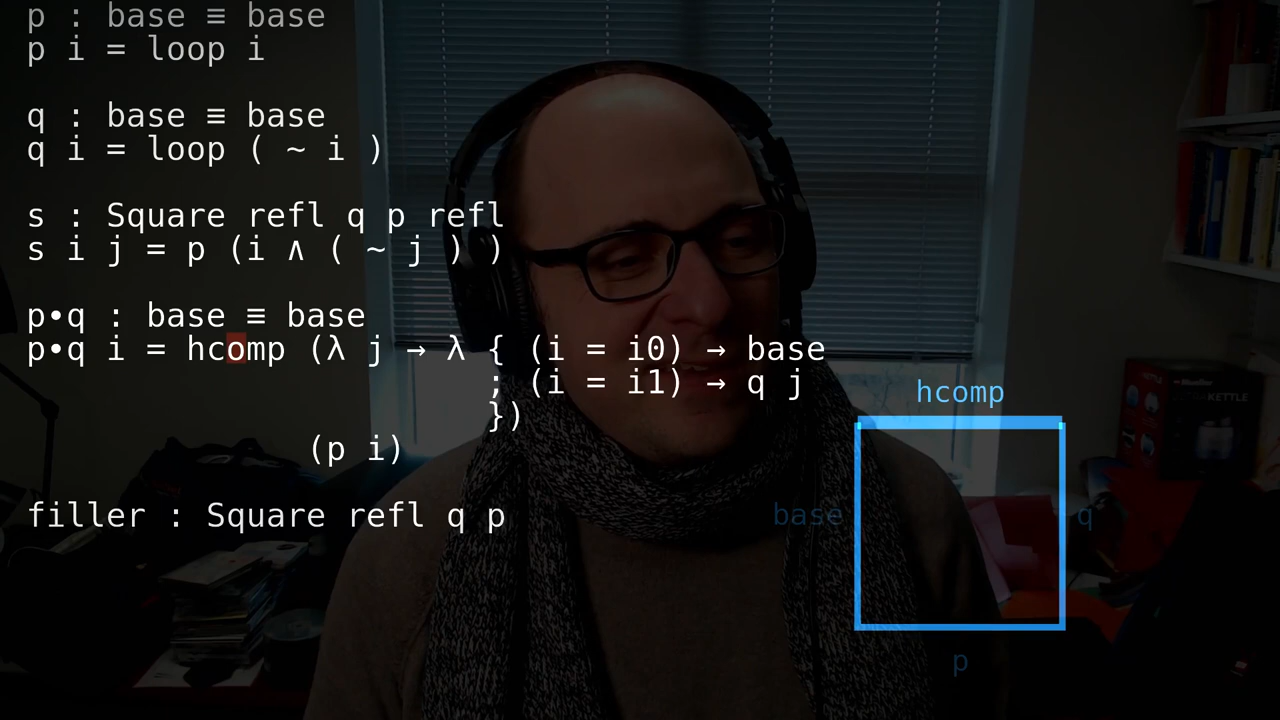 p : base ≡ base
p i = loop i
q : base ≡ base
q i = loop ( ~ i )
s : Square refl q p refl
s i j = p (i ∧ ( ~ j ) )
p•q : base ≡ base
p•q i = hcomp (λ j → λ { (i = i0) → base
; (i = i1) → q j
})
(p i)
filler : Square refl q p
hcomp
base
q
p
KETTLE